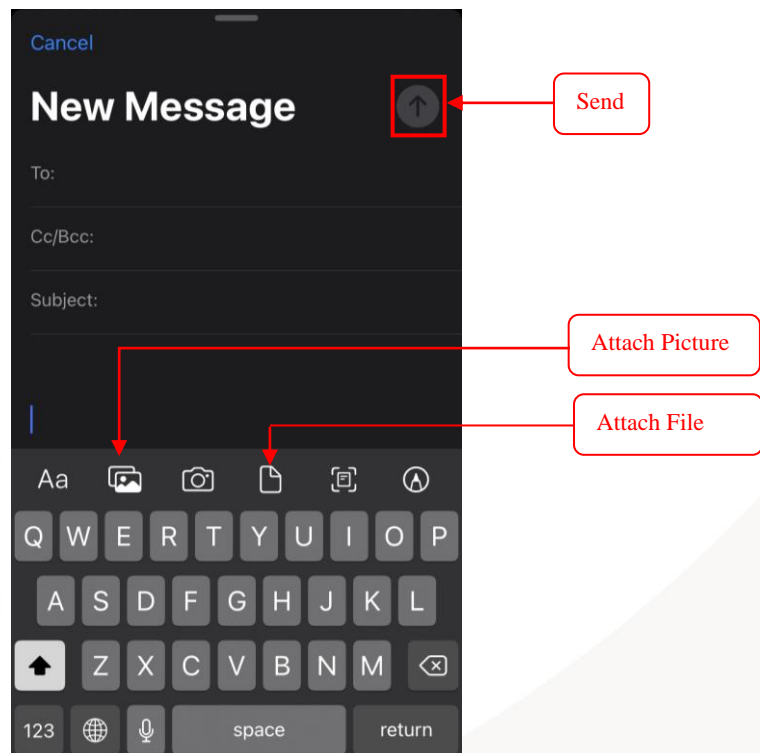 Cancel
New Message
Send
To:
Cc/Bcc:
Subject:
Attach Picture
Attach File
Aa
Q W E R T Y U I O P
A S D F G H J K L
Z X C V B N M
123 space return